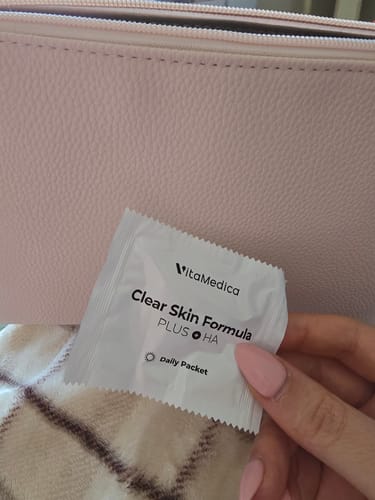 VitaMedica
Clear Skin Formula
PLUS + HA
Daily Packet